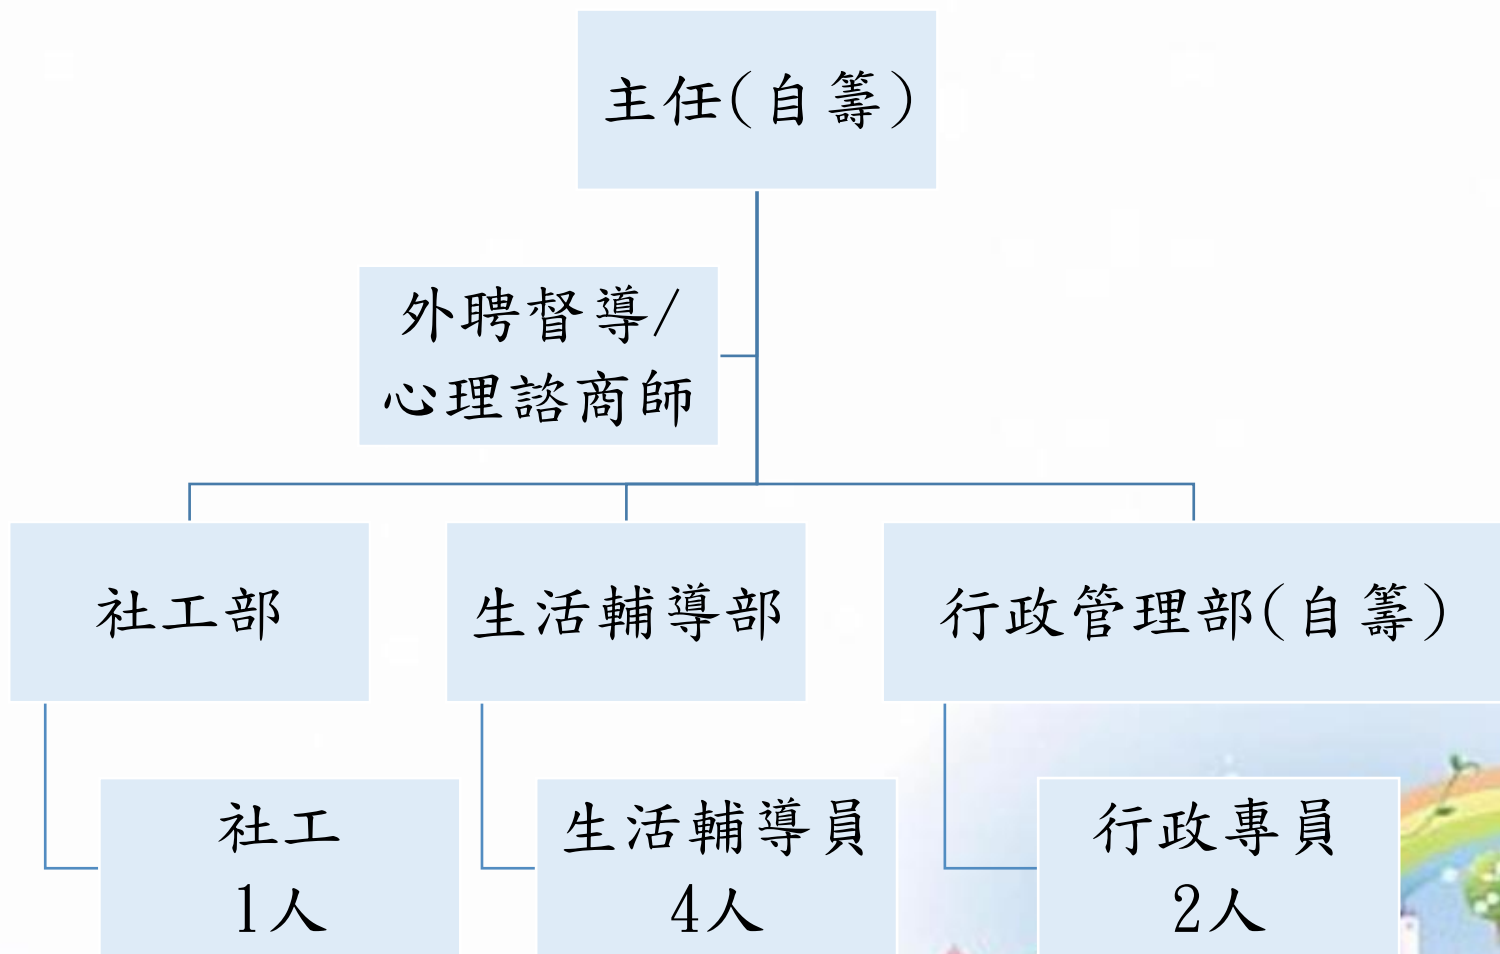 主任(自籌)
外聘督導/
心理諮商師
社工部
生活輔導部
行政管理部(自籌)
社工
1人
生活輔導員
4人
行政專員
2人